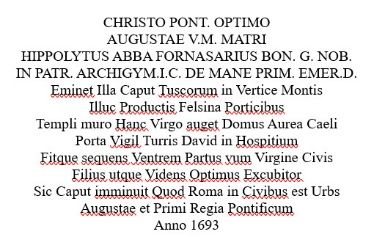 CHRISTO PONT. OPTIMO
AUGUSTAE V.M. MATRI
HIPPOLYTUS ABBA FORNASARIUS BON. G. NOB.
IN PATR. ARCHIGYM.I.C. DE MANE PRIM. EMER.D.
Eminet Illa Caput Tuscorum in Vertice Montis
Illuc Productis Felsina Porticibus
Templi muro Hanc Virgo auget Domus Aurea Caeli
Porta Vigil Turris David in Hospitium
Fitque sequens Ventrem Partus vum Virgine Civis
Filius utque Videns Optimus Excubitor
Sic Caput imminuit Quod Roma in Civibus est Urbs
Augustae et Primi Regia Pontificum
Anno 1693